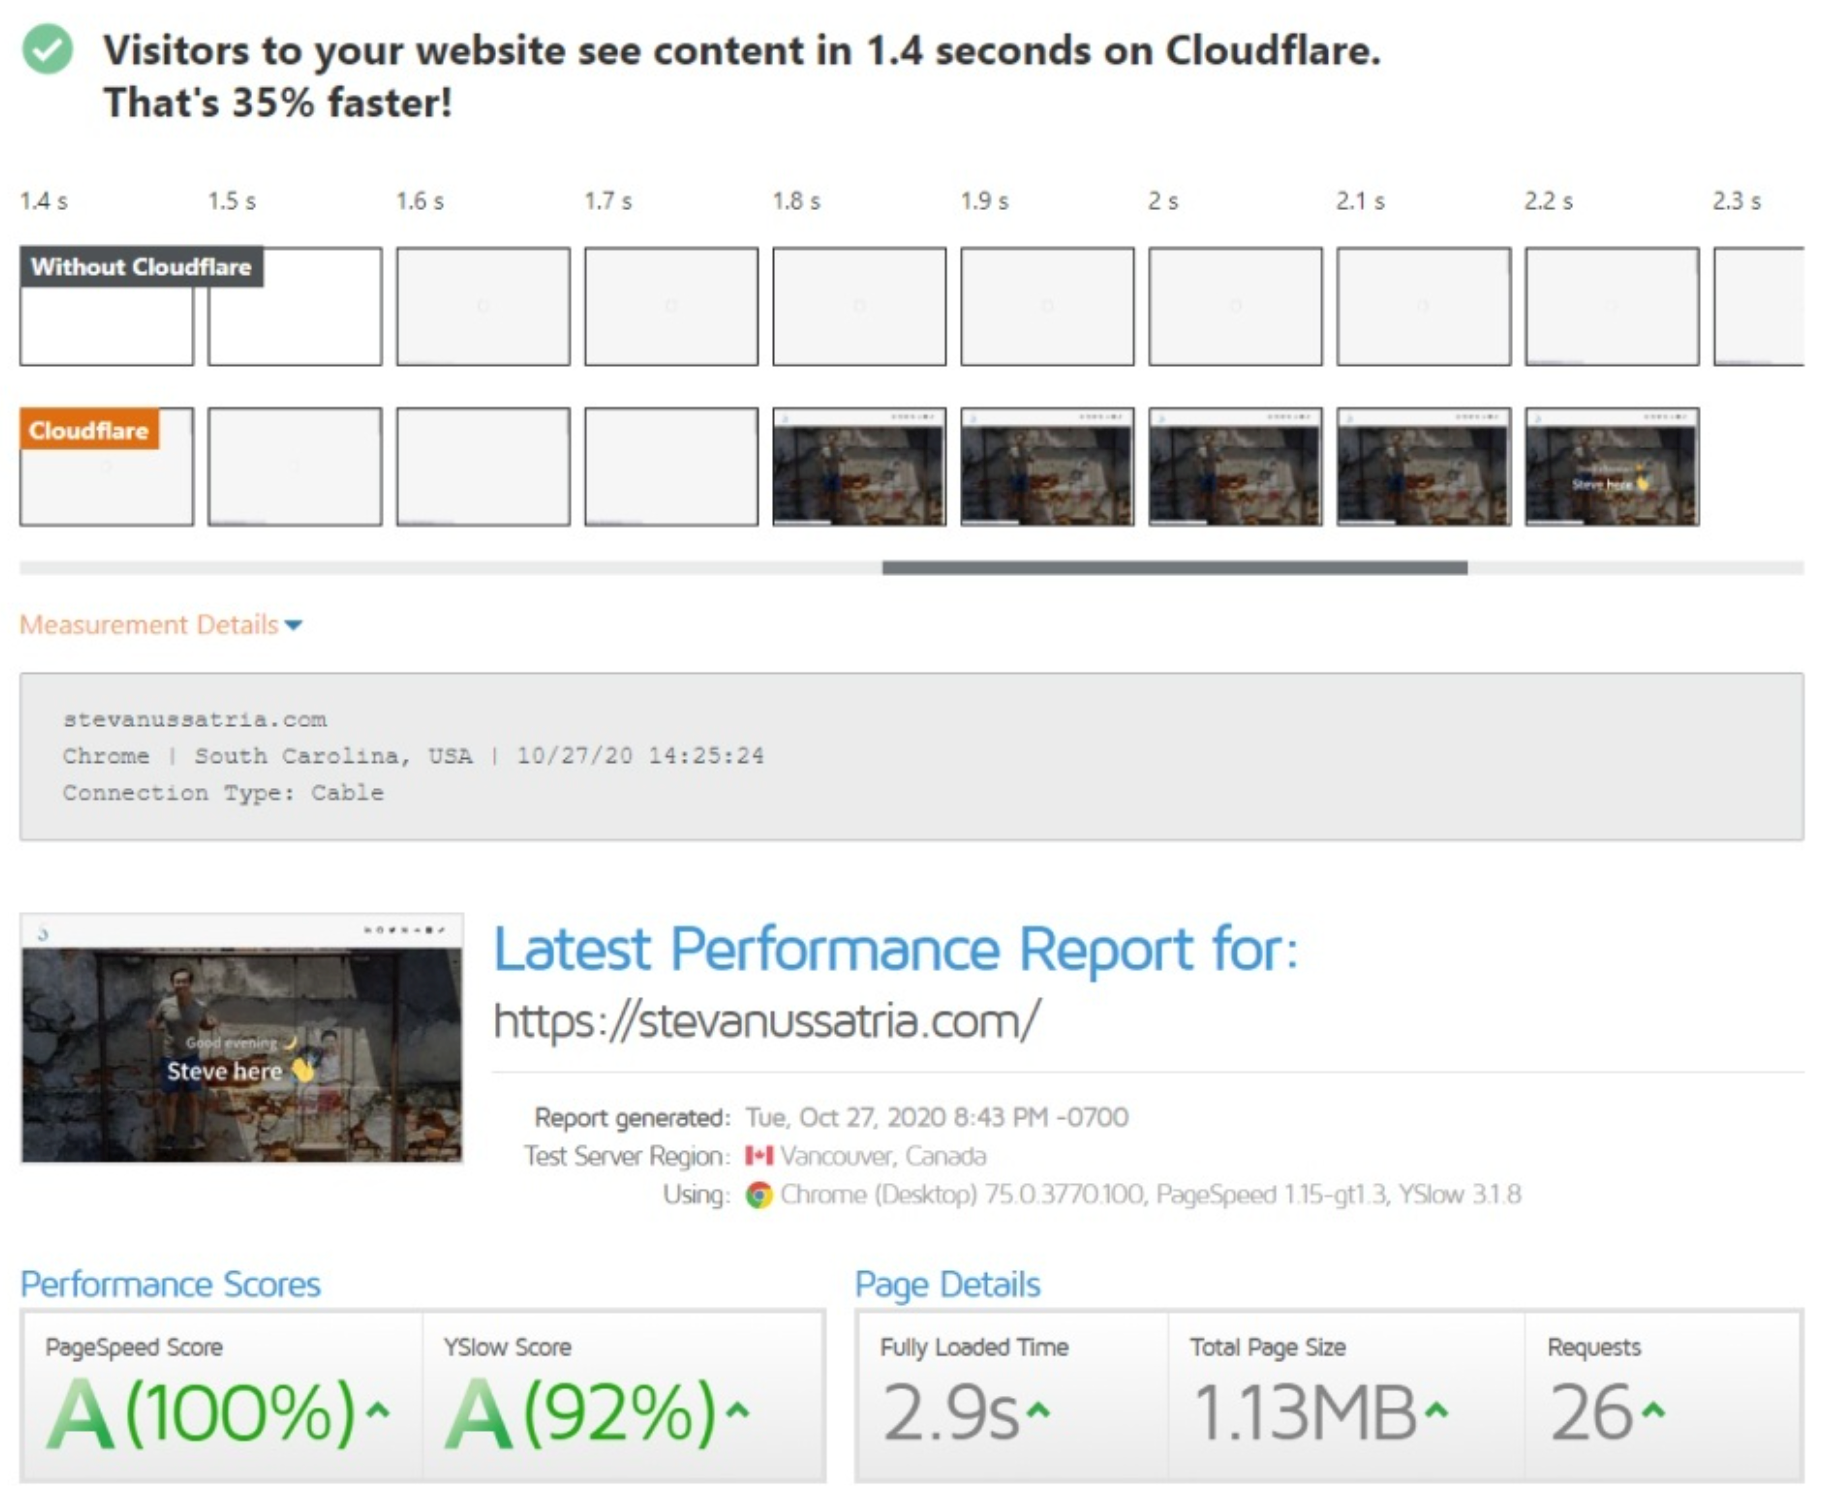 Visitors to your website see content in 1.4 seconds on Cloudflare.
That's 35% faster!
1.4 s 1.5 s 1.6 s 1.7 s 1.8 s 1.9 s 2 s 2.1 s 2.2 s 2.3 s
Without Cloudflare
Cloudflare
Steve here
Measurement Details
stevanussatria.com
Chrome | South Carolina, USA | 10/27/20 14:25:24
Connection Type: Cable
Latest Performance Report for:
https://stevanussatria.com/
Good evening
Steve here
Report generated: Tue, Oct 27, 2020 8:43 PM -0700
Test Server Region: Vancouver, Canada
Using: Chrome (Desktop) 75.0.3770.100, PageSpeed 1.15-gt1.3, YSlow 3.1.8
Performance Scores
Page Details
PageSpeed Score YSlow Score Fully Loaded Time Total Page Size Requests
A (100%) A (92%) 2.9s 1.13MB 26